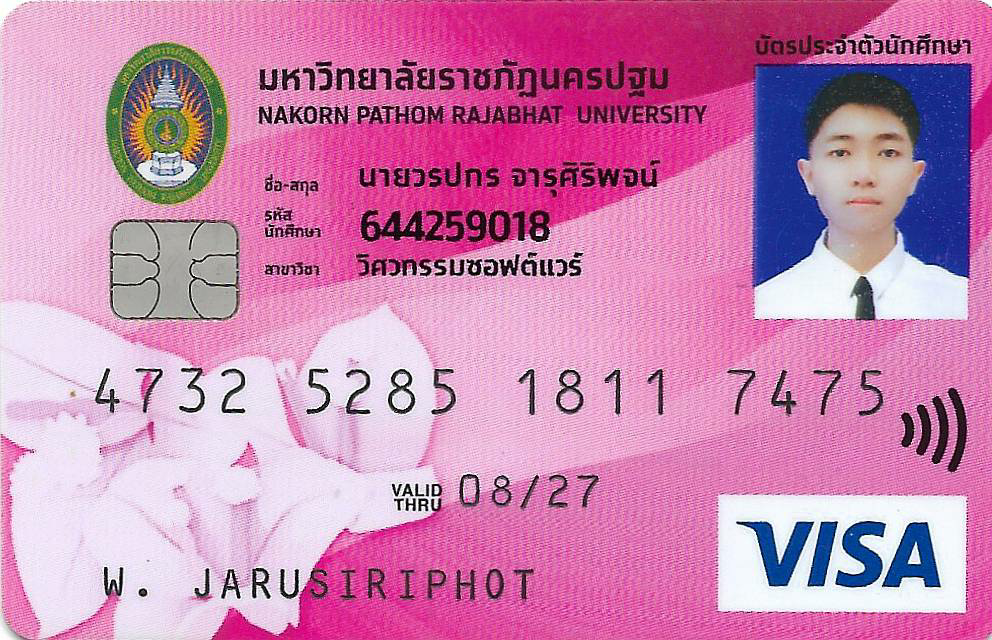 บัตรประจำตัวนักศึกษา
มหาวิทยาลัยราชภัฏนครปฐม
NAKORN PATHOM RAJABHAT UNIVERSITY
ชื่อ-สกุล นายวรปกร จารุศิริพจน์
รหัส
นักศึกษา 644259018
สาขาวิชา วิศวกรรมซอฟต์แวร์
4732 5285 1811 7475
VALID
THRU 08/27
W. JARUSIRIPHOT
VISA